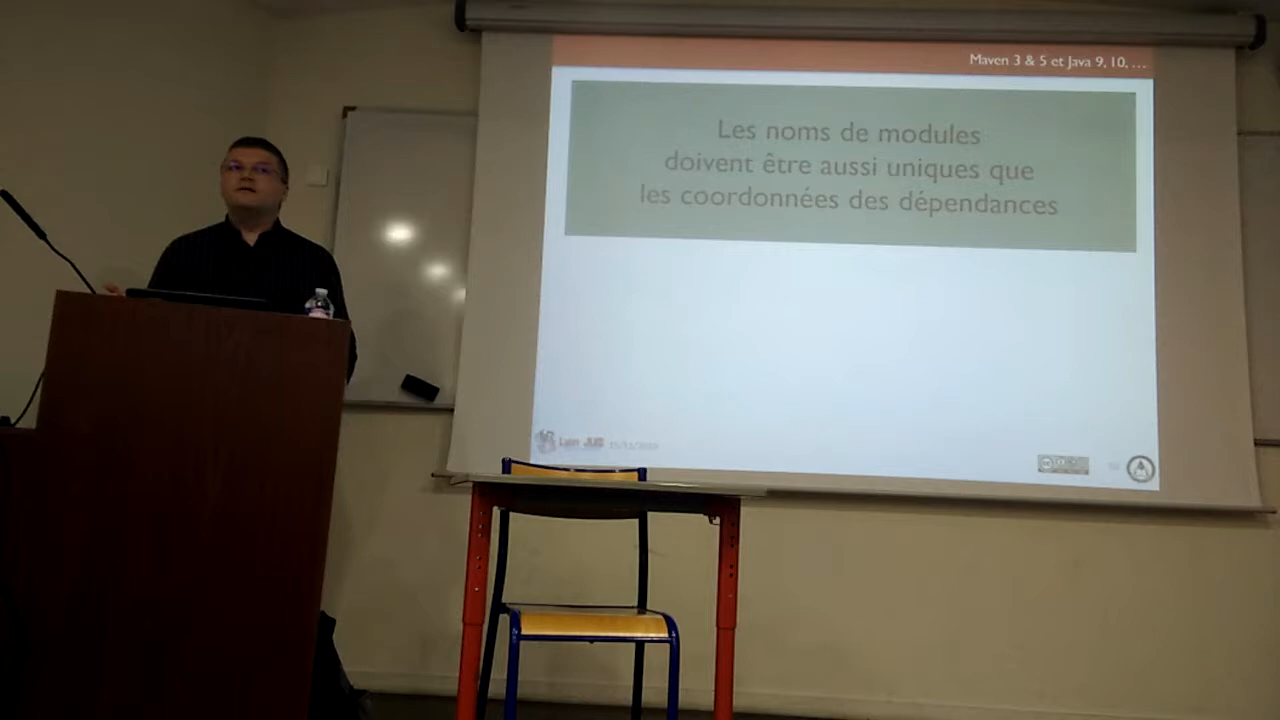 Maven 3 & 5 et Java 9, 10, ...
Les noms de modules
doivent être aussi uniques que
les coordonnées des dépendances
Lyon JUG